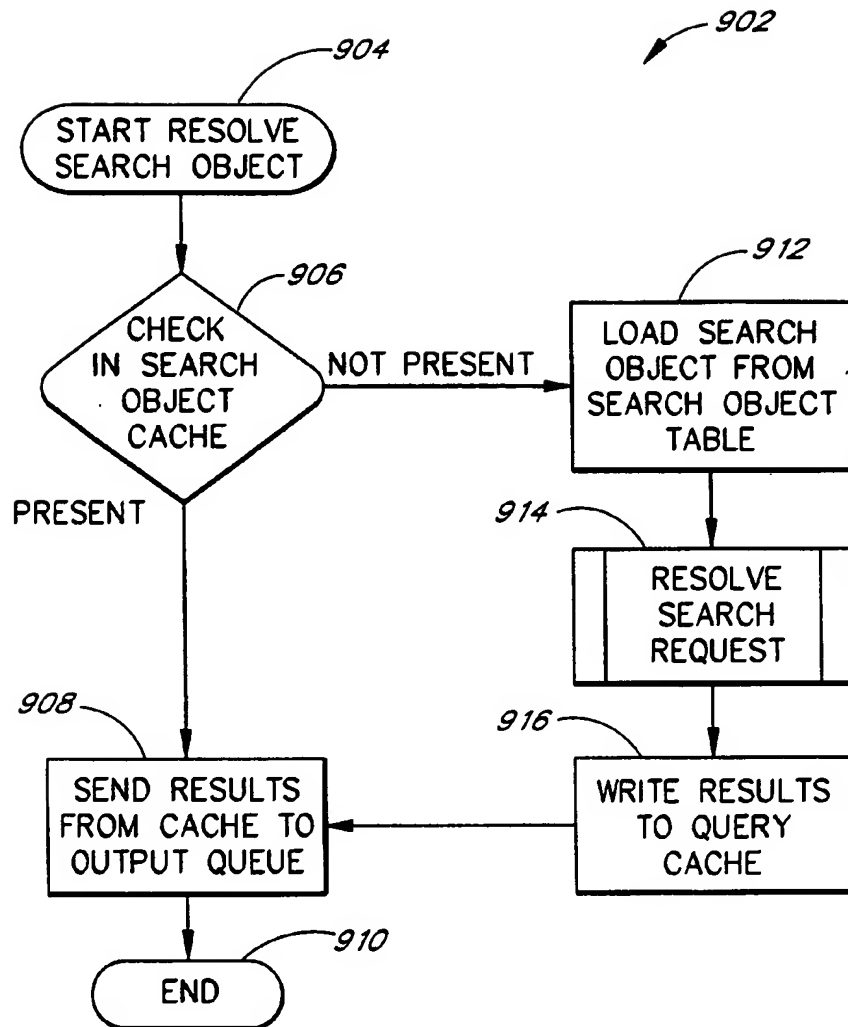 902
904
START RESOLVE
SEARCH OBJECT
906
CHECK
IN SEARCH
OBJECT
CACHE
NOT PRESENT
PRESENT
912
LOAD SEARCH
OBJECT FROM
SEARCH OBJECT
TABLE
914
RESOLVE
SEARCH
REQUEST
908
SEND RESULTS
FROM CACHE TO
OUTPUT QUEUE
916
WRITE RESULTS
TO QUERY
CACHE
910
END